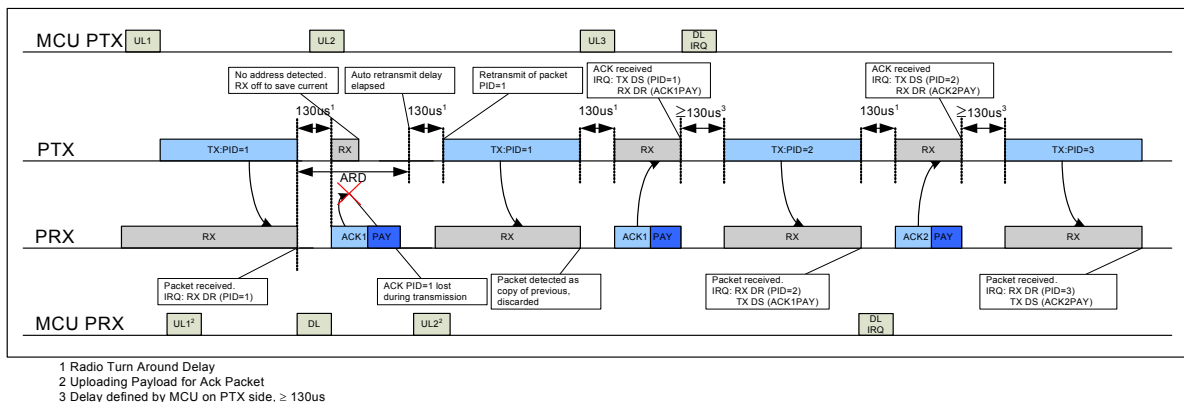 MCU PTX
UL1
UL2
UL3
DL
IRQ
No address detected.
RX off to save current
Auto retransmit delay
elapsed
Retransmit of packet
PID=1
ACK received
IRQ: TX DS (PID=1)
RX DR (ACK1PAY)
ACK received
IRQ: TX DS (PID=2)
RX DR (ACK2PAY)
130us1
130us1
130us1
≥130us3
130us1
≥130us3
PTX
TX:PID=1
RX
TX:PID=1
RX
TX:PID=2
RX
TX:PID=3
ARD
PRX
RX
ACK1
PAY
RX
ACK1
PAY
RX
ACK2
PAY
RX
Packet received.
IRQ: RX DR (PID=1)
ACK PID=1 lost
during transmission
Packet detected as
copy of previous,
discarded
Packet received.
IRQ: RX DR (PID=2)
TX DS (ACK1PAY)
Packet received.
IRQ: RX DR (PID=3)
TX DS (ACK2PAY)
MCU PRX
UL1²
DL
UL2²
DL
IRQ
1 Radio Turn Around Delay
2 Uploading Payload for Ack Packet
3 Delay defined by MCU on PTX side, ≥ 130us